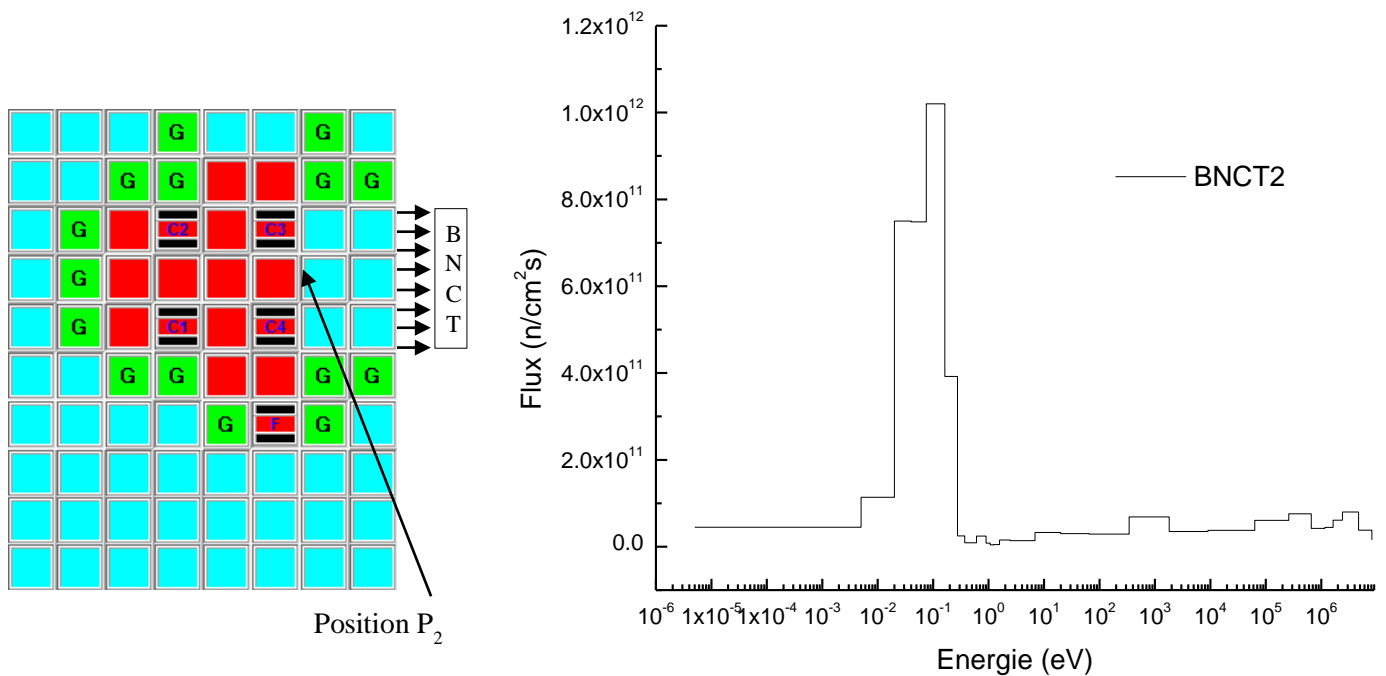 G G
G G G G
G C2 C3
G
G C1 C4
G G G G
G F G
B
N
C
T
Position P2
1.2x10^12
1.0x10^12
8.0x10^11
6.0x10^11
4.0x10^11
2.0x10^11
0.0
Flux (n/cm^2s)
BNCT2
10^-6 1x10^-5 1x10^-4 10^-3 10^-2 10^-1 10^0 10^1 10^2 10^3 10^4 10^5 10^6
Energie (eV)